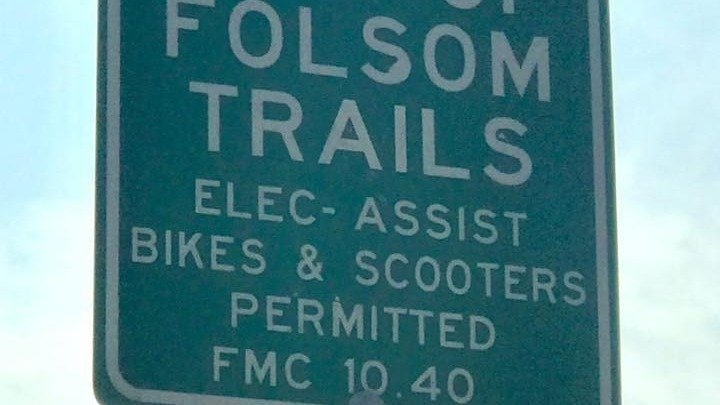 FOLSOM
TRAILS
ELEC- ASSIST
BIKES & SCOOTERS
PERMITTED
FMC 10.40